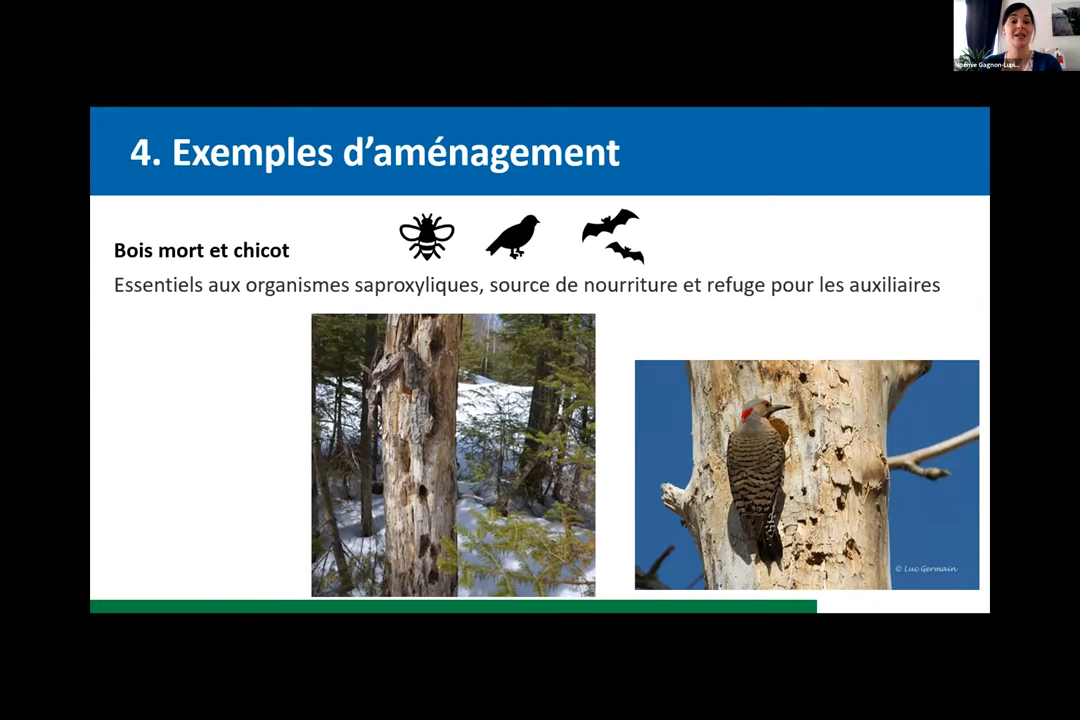 Noémie Gagnon-Lupi...
4. Exemples d'aménagement
Bois mort et chicot
Essentiels aux organismes saproxyliques, source de nourriture et refuge pour les auxiliaires
© Luc Germain